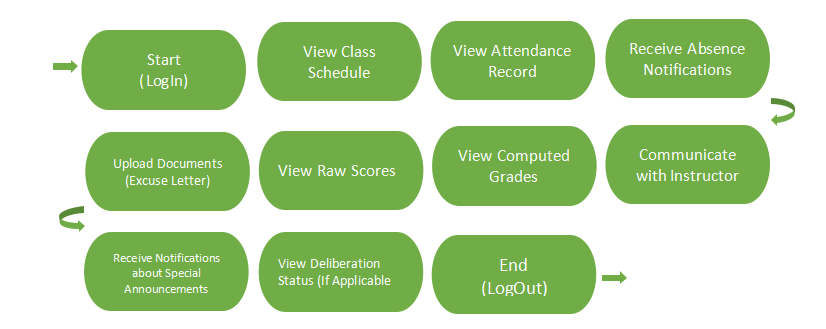 Start
(LogIn)
View Class
Schedule
View Attendance
Record
Receive Absence
Notifications
Upload Documents
(Excuse Letter)
View Raw Scores
View Computed
Grades
Communicate
with Instructor
Receive Notifications
about Special
Announcements
View Deliberation
Status (If Applicable
End
(LogOut)